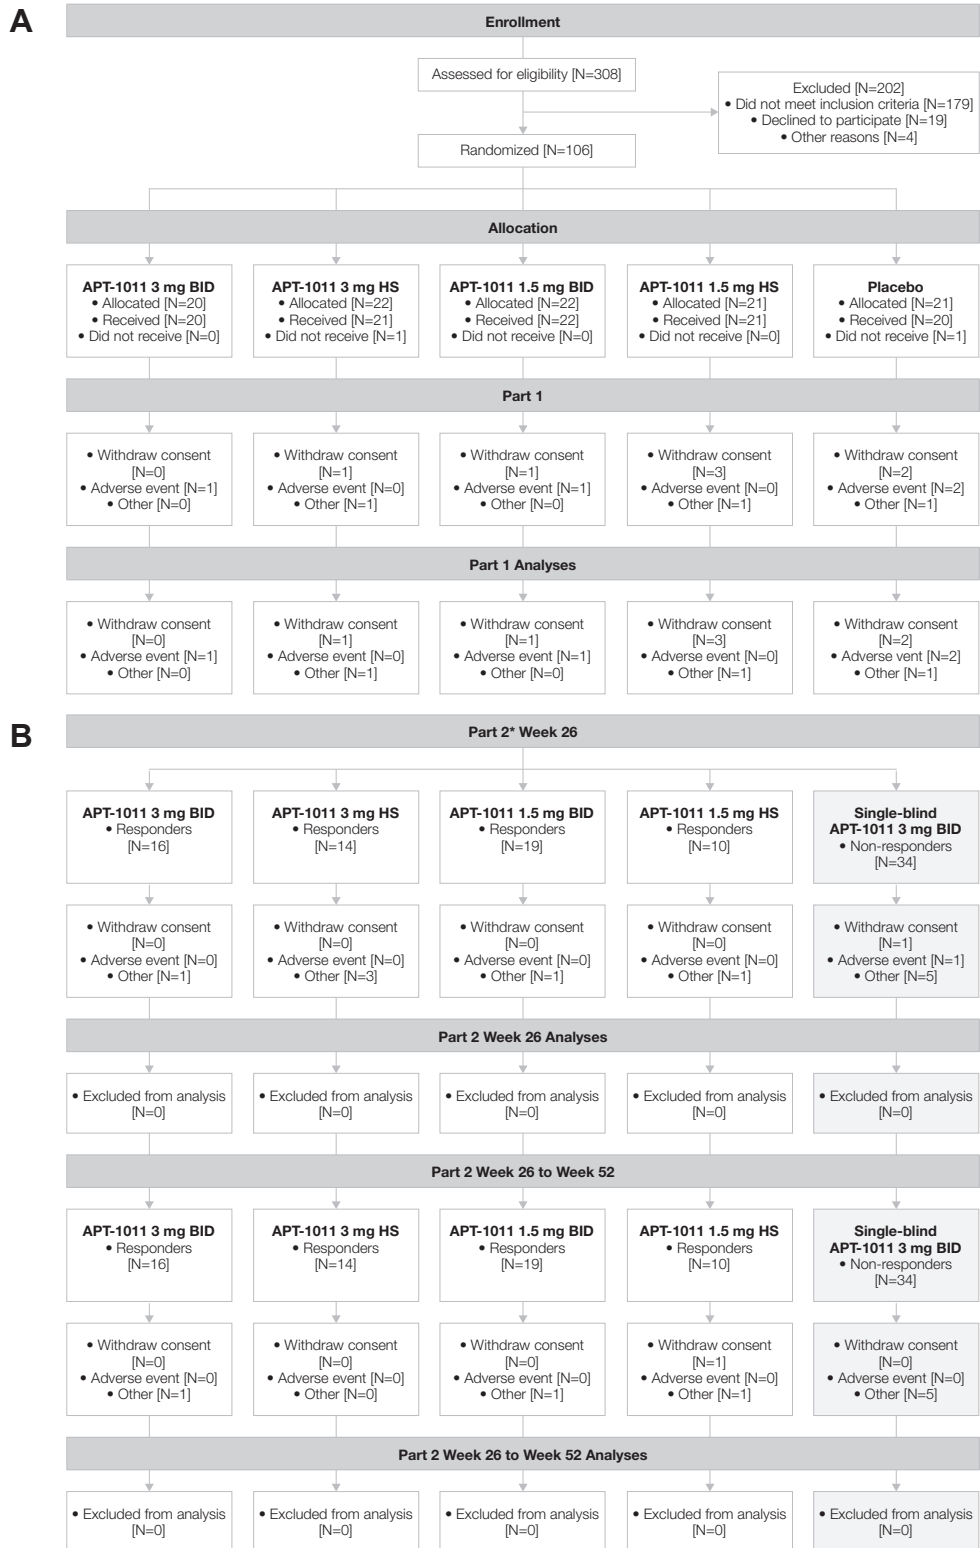 A
Enrollment
Assessed for eligibility [N=308]
Excluded [N=202]
• Did not meet inclusion criteria [N=179]
• Declined to participate [N=19]
• Other reasons [N=4]
Randomized [N=106]
Allocation
APT-1011 3 mg BID
• Allocated [N=20]
• Received [N=20]
• Did not receive [N=0]
APT-1011 3 mg HS
• Allocated [N=22]
• Received [N=21]
• Did not receive [N=1]
APT-1011 1.5 mg BID
• Allocated [N=22]
• Received [N=22]
• Did not receive [N=0]
APT-1011 1.5 mg HS
• Allocated [N=21]
• Received [N=21]
• Did not receive [N=0]
Placebo
• Allocated [N=21]
• Received [N=20]
• Did not receive [N=1]
Part 1
• Withdraw consent
[N=0]
• Adverse event [N=1]
• Other [N=0]
• Withdraw consent
[N=1]
• Adverse event [N=0]
• Other [N=1]
• Withdraw consent
[N=1]
• Adverse event [N=1]
• Other [N=0]
• Withdraw consent
[N=3]
• Adverse event [N=0]
• Other [N=1]
• Withdraw consent
[N=2]
• Adverse event [N=2]
• Other [N=1]
Part 1 Analyses
• Withdraw consent
[N=0]
• Adverse event [N=1]
• Other [N=0]
• Withdraw consent
[N=1]
• Adverse event [N=0]
• Other [N=1]
• Withdraw consent
[N=1]
• Adverse event [N=1]
• Other [N=0]
• Withdraw consent
[N=3]
• Adverse event [N=0]
• Other [N=1]
• Withdraw consent
[N=2]
• Adverse vent [N=2]
• Other [N=1]
B
Part 2* Week 26
APT-1011 3 mg BID
• Responders
[N=16]
APT-1011 3 mg HS
• Responders
[N=14]
APT-1011 1.5 mg BID
• Responders
[N=19]
APT-1011 1.5 mg HS
• Responders
[N=10]
Single-blind
APT-1011 3 mg BID
• Non-responders
[N=34]
• Withdraw consent
[N=0]
• Adverse event [N=0]
• Other [N=1]
• Withdraw consent
[N=0]
• Adverse event [N=0]
• Other [N=3]
• Withdraw consent
[N=0]
• Adverse event [N=0]
• Other [N=1]
• Withdraw consent
[N=0]
• Adverse event [N=0]
• Other [N=1]
• Withdraw consent
[N=1]
• Adverse event [N=1]
• Other [N=5]
Part 2 Week 26 Analyses
• Excluded from analysis
[N=0]
• Excluded from analysis
[N=0]
• Excluded from analysis
[N=0]
• Excluded from analysis
[N=0]
• Excluded from analysis
[N=0]
Part 2 Week 26 to Week 52
APT-1011 3 mg BID
• Responders
[N=16]
APT-1011 3 mg HS
• Responders
[N=14]
APT-1011 1.5 mg BID
• Responders
[N=19]
APT-1011 1.5 mg HS
• Responders
[N=10]
Single-blind
APT-1011 3 mg BID
• Non-responders
[N=34]
• Withdraw consent
[N=0]
• Adverse event [N=0]
• Other [N=1]
• Withdraw consent
[N=0]
• Adverse event [N=0]
• Other [N=0]
• Withdraw consent
[N=0]
• Adverse event [N=0]
• Other [N=1]
• Withdraw consent
[N=1]
• Adverse event [N=0]
• Other [N=1]
• Withdraw consent
[N=0]
• Adverse event [N=0]
• Other [N=5]
Part 2 Week 26 to Week 52 Analyses
• Excluded from analysis
[N=0]
• Excluded from analysis
[N=0]
• Excluded from analysis
[N=0]
• Excluded from analysis
[N=0]
• Excluded from analysis
[N=0]